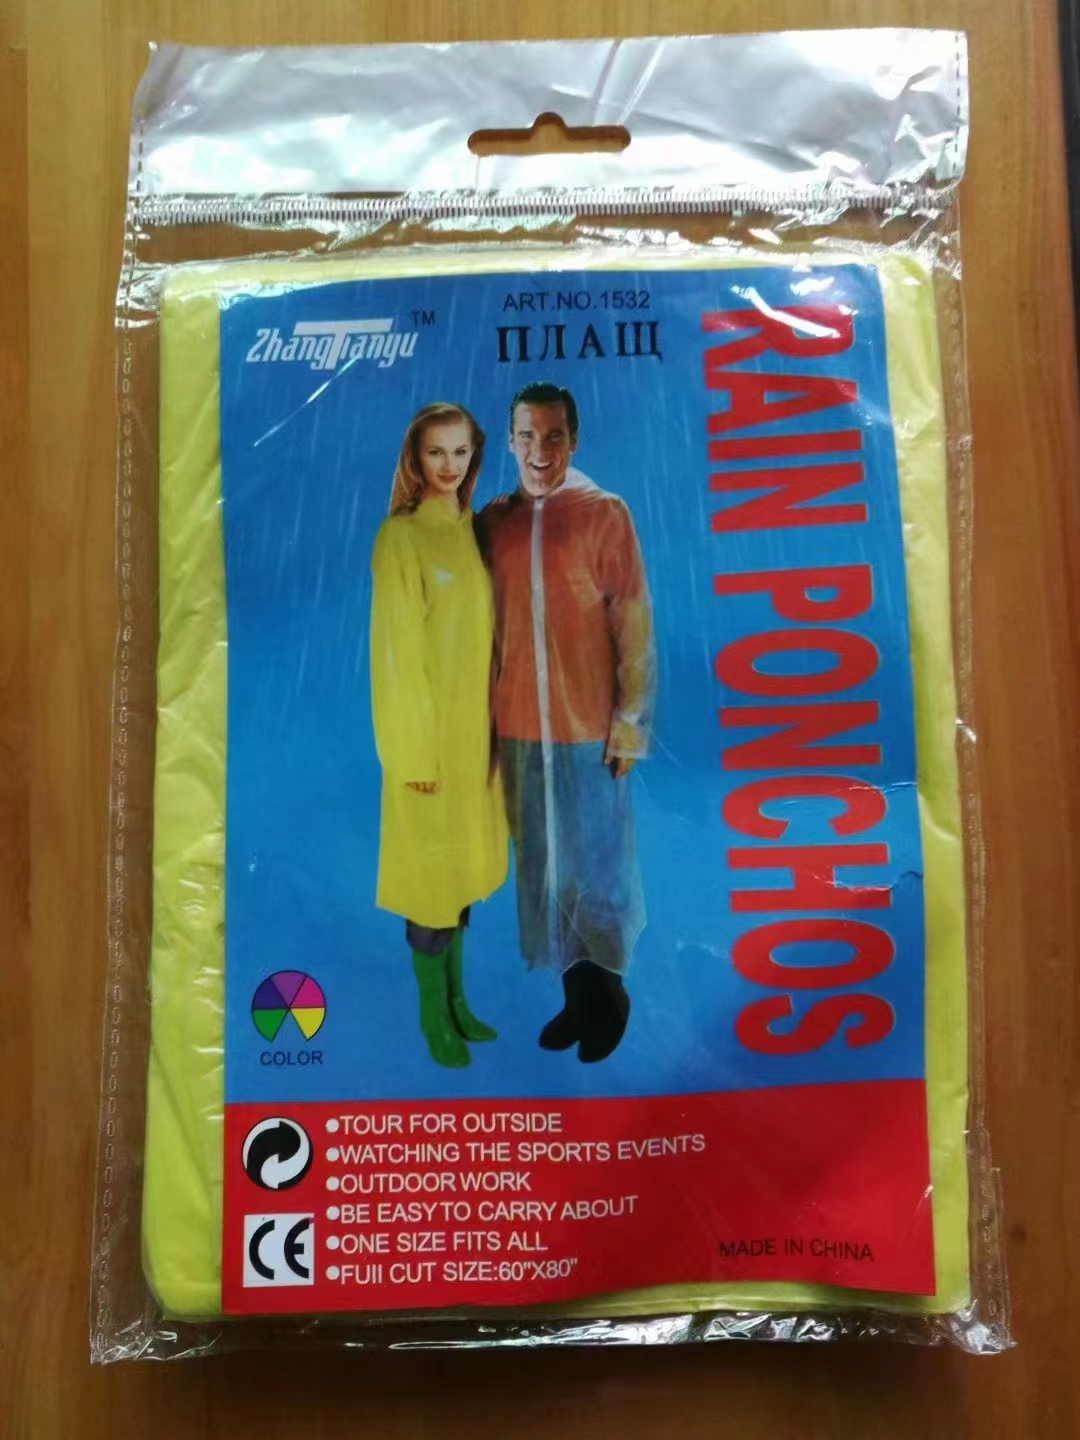 ZhangTianyu TM
ART.NO.1532
ПЛАЩ
RAIN PONCHOS
COLOR
●TOUR FOR OUTSIDE
●WATCHING THE SPORTS EVENTS
●OUTDOOR WORK
●BE EASY TO CARRY ABOUT
●ONE SIZE FITS ALL
●FUII CUT SIZE:60"X80"
CE
MADE IN CHINA